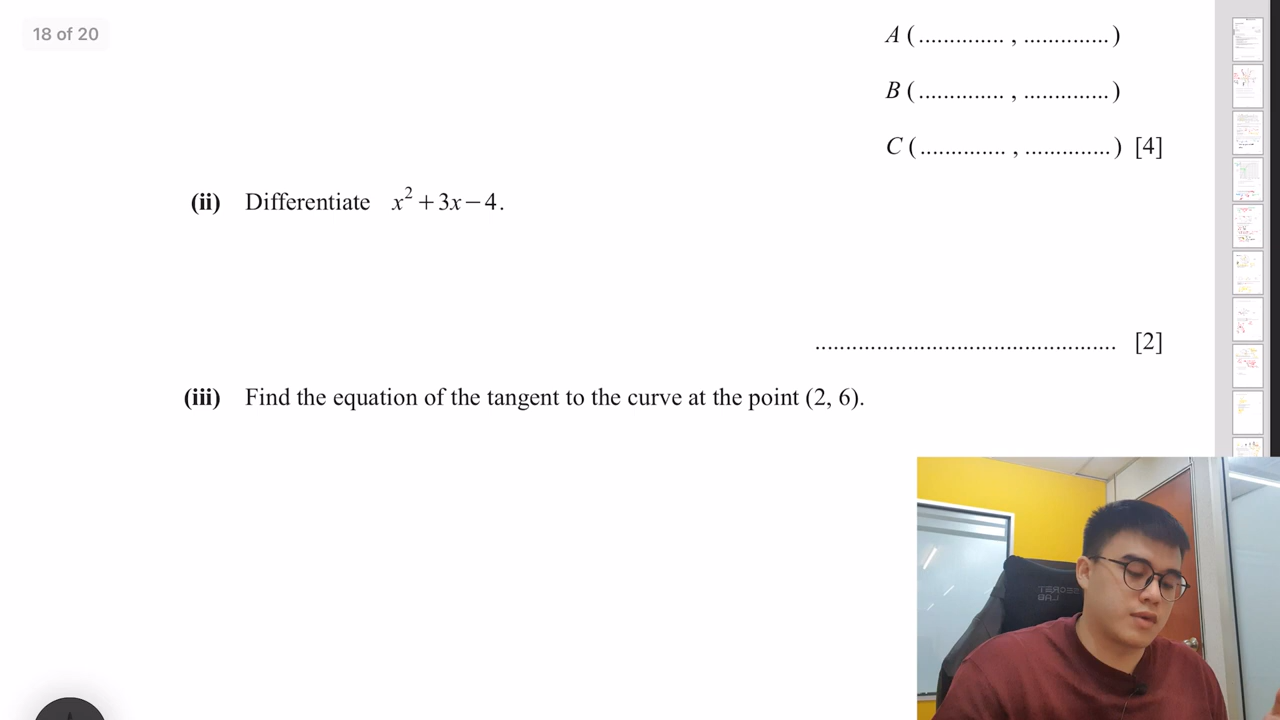 18 of 20
A (.............. , ..............)
B (.............. , ..............)
C (.............. , ..............) [4]
(ii) Differentiate x² + 3x − 4.
................................................ [2]
(iii) Find the equation of the tangent to the curve at the point (2, 6).